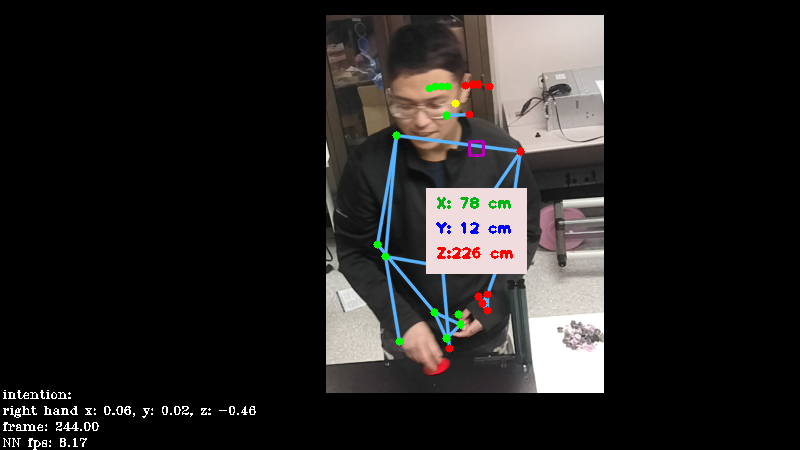 X: 78 cm
Y: 12 cm
Z:226 cm
intention:
right hand x: 0.06, y: 0.02, z: -0.46
frame: 244.00
NN fps: 8.17